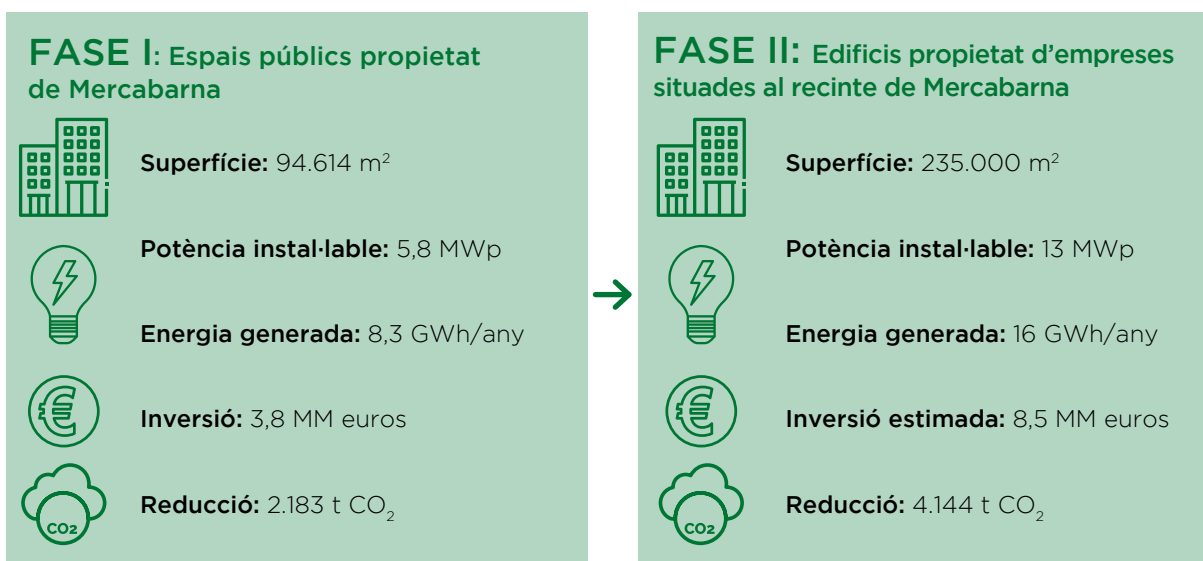 FASE I: Espais públics propietat
de Mercabarna
Superfície: 94.614 m²
Potència instal·lable: 5,8 MWp
Energia generada: 8,3 GWh/any
Inversió: 3,8 MM euros
CO2
Reducció: 2.183 t CO₂
FASE II: Edificis propietat d’empreses
situades al recinte de Mercabarna
Superfície: 235.000 m²
Potència instal·lable: 13 MWp
Energia generada: 16 GWh/any
Inversió estimada: 8,5 MM euros
CO2
Reducció: 4.144 t CO₂